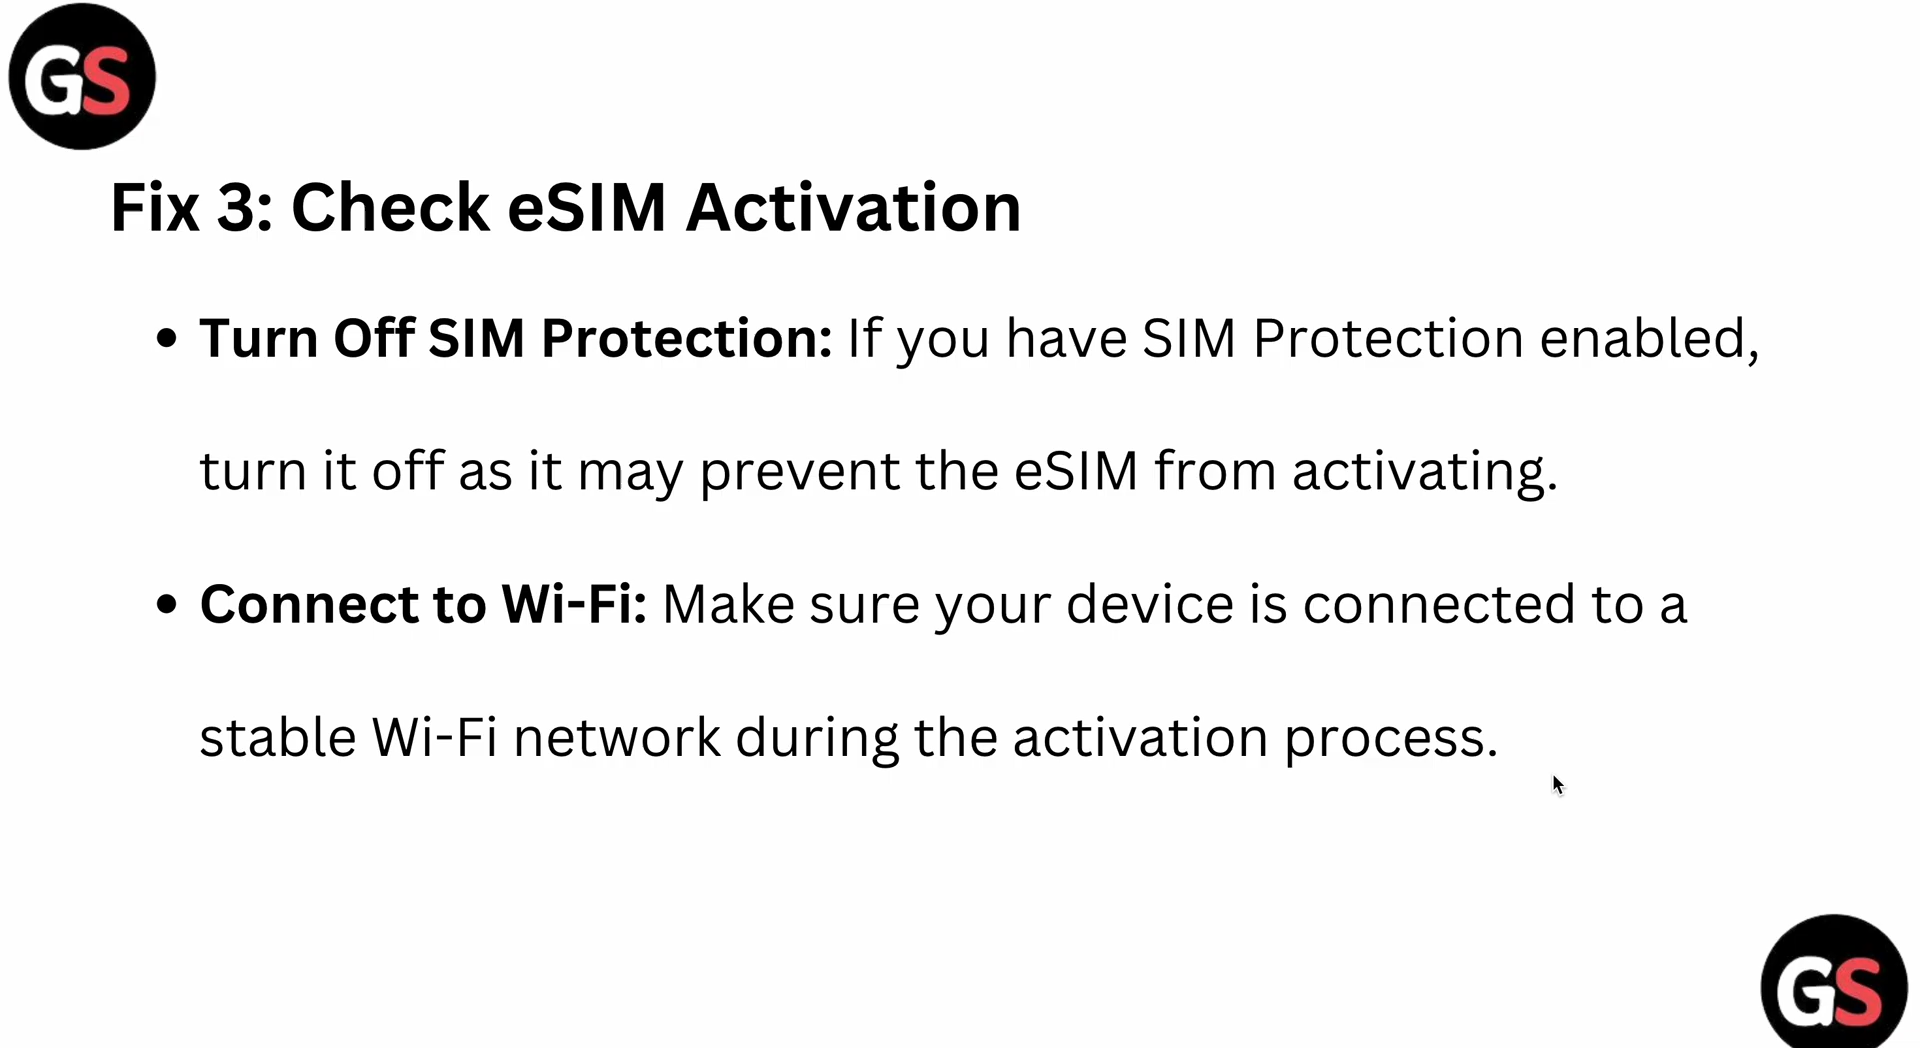 GS
Fix 3: Check eSIM Activation
• Turn Off SIM Protection: If you have SIM Protection enabled,
turn it off as it may prevent the eSIM from activating.
• Connect to Wi-Fi: Make sure your device is connected to a
stable Wi-Fi network during the activation process.
GS